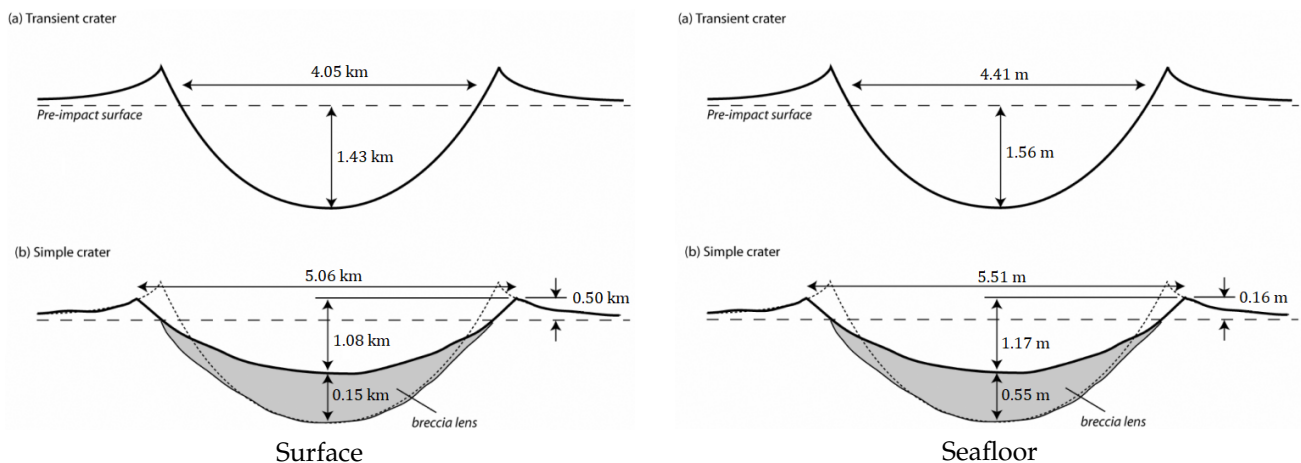 (a) Transient crater
4.05 km
Pre-impact surface
1.43 km
(b) Simple crater
5.06 km
0.50 km
1.08 km
0.15 km
breccia lens
Surface
(a) Transient crater
4.41 m
Pre-impact surface
1.56 m
(b) Simple crater
5.51 m
0.16 m
1.17 m
0.55 m
breccia lens
Seafloor